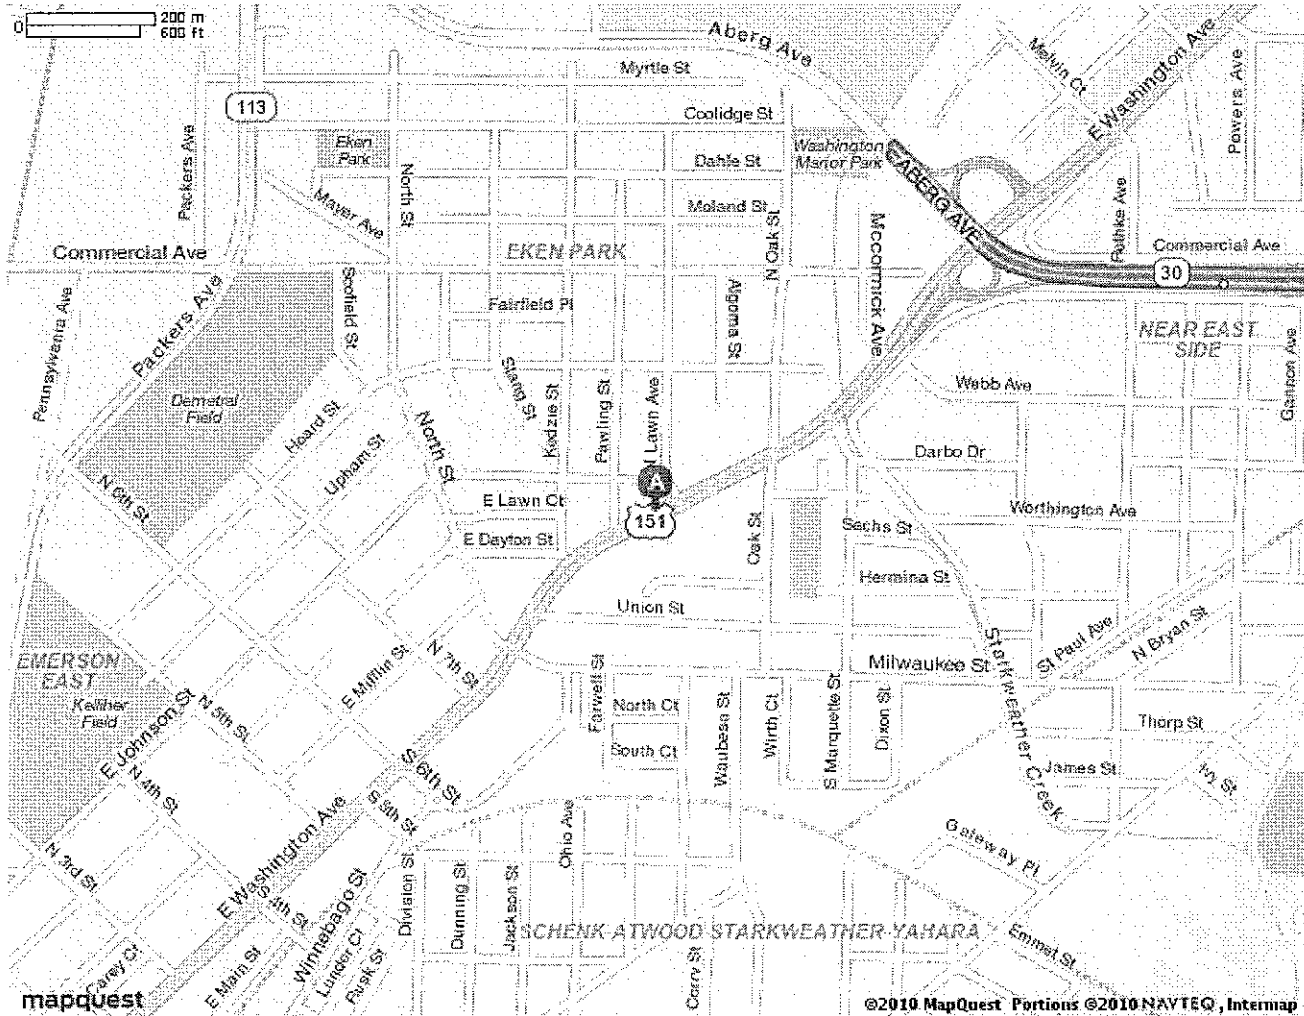 0
200 m
600 ft
Aberg Ave
Myrtle St
Melvin Ct
E Washington Ave
Powers Ave
113
Coolidge St
Packers Ave
Eken
Park
North St
Dahle St
Washington
Manor Park
E ABERG AVE
Mayer Ave
Moland St
N Oak St
Mccormick Ave
Ruthke Ave
Commercial Ave
EKEN PARK
Commercial Ave
30
Pennsylvania Ave
Packers Ave
Scofield St
Fairfield Pl
Algoma St
NEAR EAST
SIDE
Gannon Ave
Demetral
Field
Heard St
Upham St
North St
Stang St
Kedzie St
Pawling St
N Lawn Ave
Webb Ave
Darbo Dr
N 6th St
A
E Lawn Ct
151
E Dayton St
Oak St
Sachs St
Worthington Ave
Hermina St
Union St
EMERSON
EAST
Kelliher
Field
E Johnson St
N 5th St
E Mifflin St
N 7th St
Farwell St
Milwaukee St
St Paul Ave
N Bryan St
Starkweather Creek
North Ct
South Ct
Waubesa St
Wirth Ct
S Marquette St
Dixon St
Thorp St
James St
Ivy St
N 4th St
S 6th St
S 5th St
N 3rd St
E Washington Ave
S 4th St
Winnebago St
Division St
Dunning St
Jackson St
Ohio Ave
Gateway Pl
SCHENK-ATWOOD STARKWEATHER-YAHARA
Carey Ct
E Main St
Linden Ct
Rusk St
Corry St
Emmet St
mapquest
©2010 MapQuest Portions ©2010 NAVTEQ, Intermap